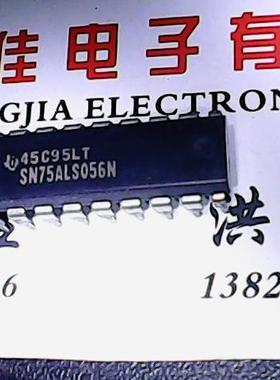 佳电子有
GJIA ELECTRON
45C95LT
SN75ALS056N
洪
6
1382